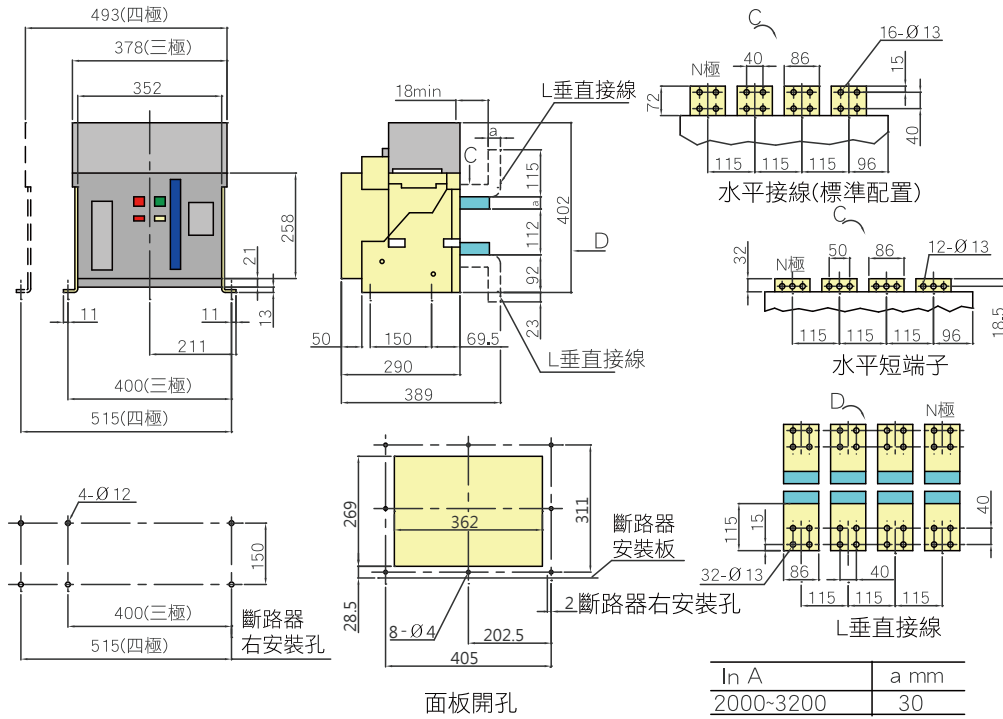 493(四極)
378(三極)
352
258
21
13
11
11
211
400(三極)
515(四極)
18min
L垂直接線
a
C
115
a
402
112
D
92
23
50
150
69.5
290
389
L垂直接線
C
16-Ø13
N極
40
86
15
72
40
115
115
115
96
水平接線(標準配置)
C
32
50
86
12-Ø13
N極
18.5
115
115
115
96
水平短端子
D
N極
115
15
40
32-Ø13
86
40
115
115
115
L垂直接線
4-Ø12
150
400(三極)
515(四極)
斷路器
右安裝孔
269
362
311
斷路器
安裝板
28.5
8-Ø4
2
斷路器右安裝孔
202.5
405
面板開孔
In A a mm
2000~3200 30